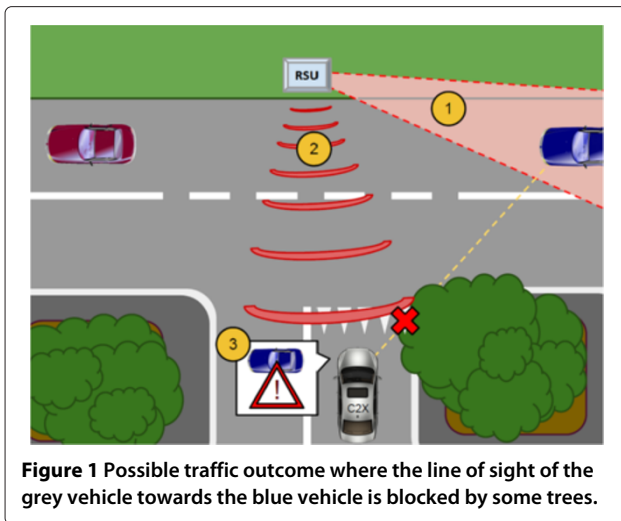 RSU
1
2
3
!
C2X
Figure 1 Possible traffic outcome where the line of sight of the
grey vehicle towards the blue vehicle is blocked by some trees.